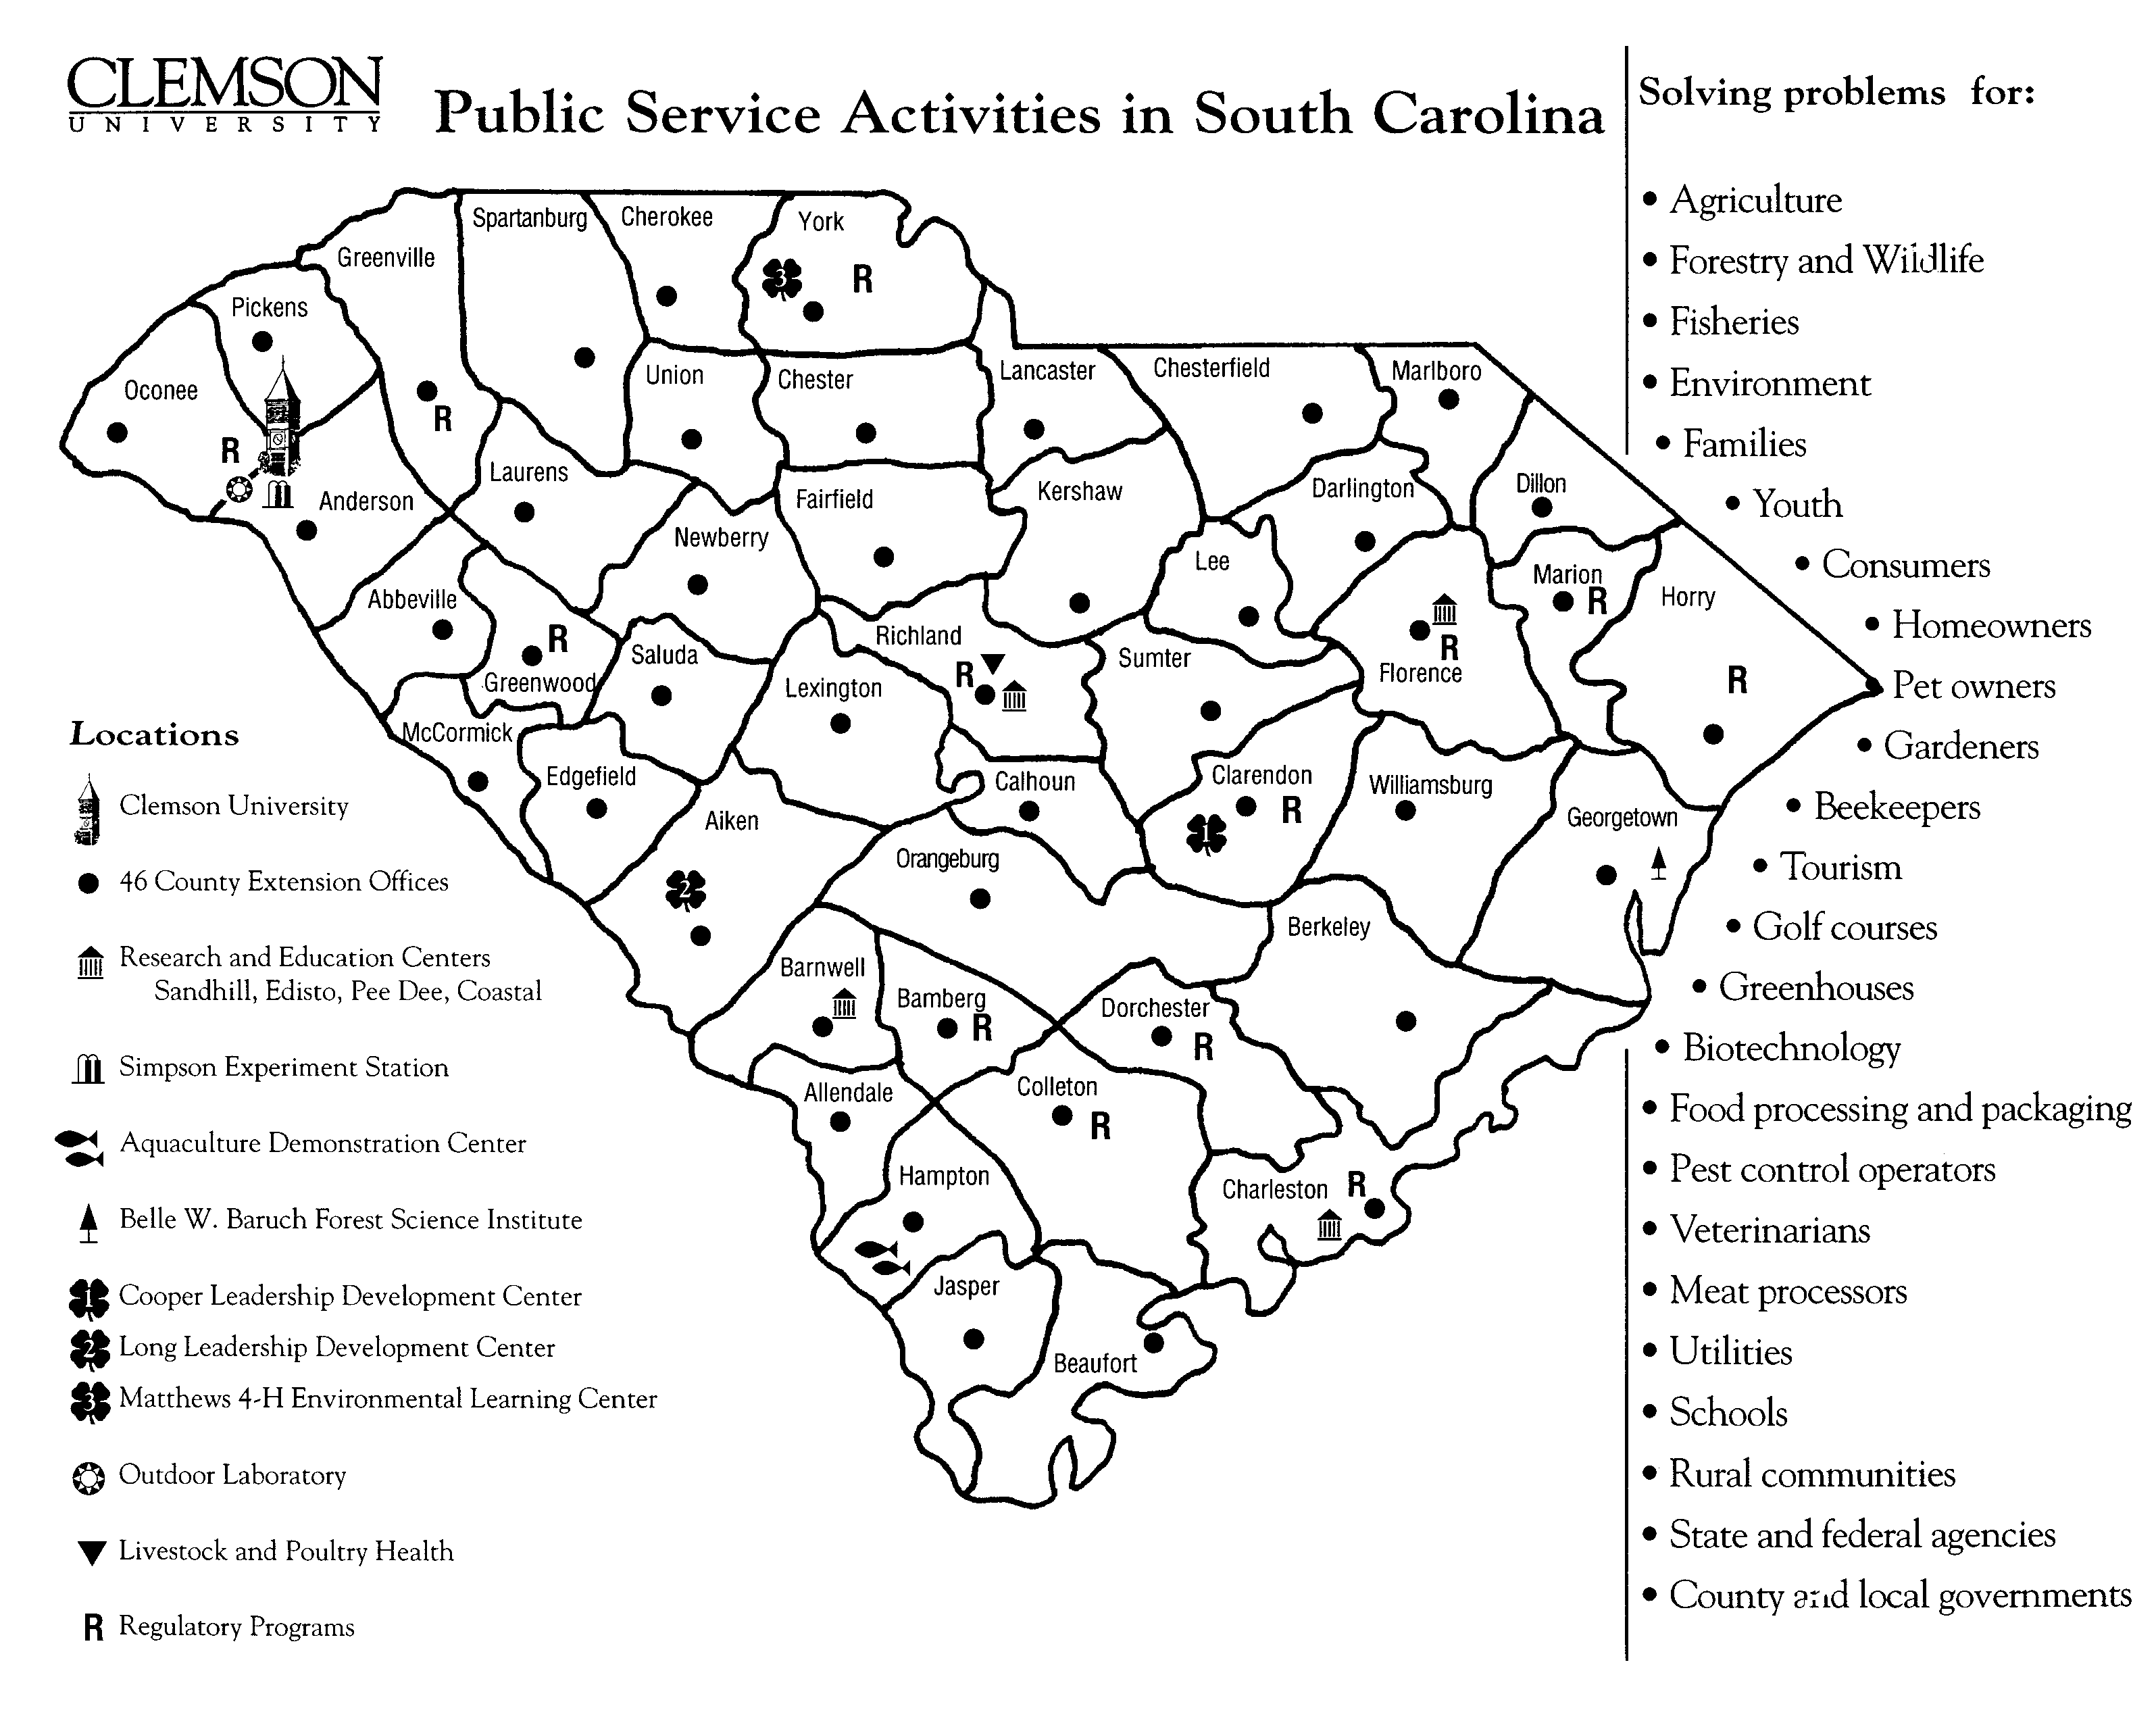 CLEMSON
UNIVERSITY
Public Service Activities in South Carolina
Solving problems for:
• Agriculture
• Forestry and Wildlife
• Fisheries
• Environment
• Families
• Youth
• Consumers
• Homeowners
• Pet owners
• Gardeners
• Beekeepers
• Tourism
• Golf courses
• Greenhouses
• Biotechnology
• Food processing and packaging
• Pest control operators
• Veterinarians
• Meat processors
• Utilities
• Schools
• Rural communities
• State and federal agencies
• County and local governments
Spartanburg
Cherokee
York
Greenville
3
R
Pickens
Oconee
Union
Chester
Lancaster
Chesterfield
Marlboro
R
R
Laurens
Anderson
Fairfield
Kershaw
Darlington
Dillon
Newberry
Lee
Marion
R
Abbeville
Horry
R
Richland
R
Saluda
Sumter
Florence
Greenwood
Lexington
R
R
McCormick
Edgefield
Calhoun
Clarendon
R
1
Williamsburg
Aiken
Georgetown
Orangeburg
2
Berkeley
Barnwell
Bamberg
R
Dorchester
R
Allendale
Colleton
R
Hampton
Charleston
R
Jasper
Beaufort
Locations
Clemson University
46 County Extension Offices
Research and Education Centers
Sandhill, Edisto, Pee Dee, Coastal
Simpson Experiment Station
Aquaculture Demonstration Center
Belle W. Baruch Forest Science Institute
1 Cooper Leadership Development Center
2 Long Leadership Development Center
3 Matthews 4-H Environmental Learning Center
Outdoor Laboratory
Livestock and Poultry Health
R Regulatory Programs